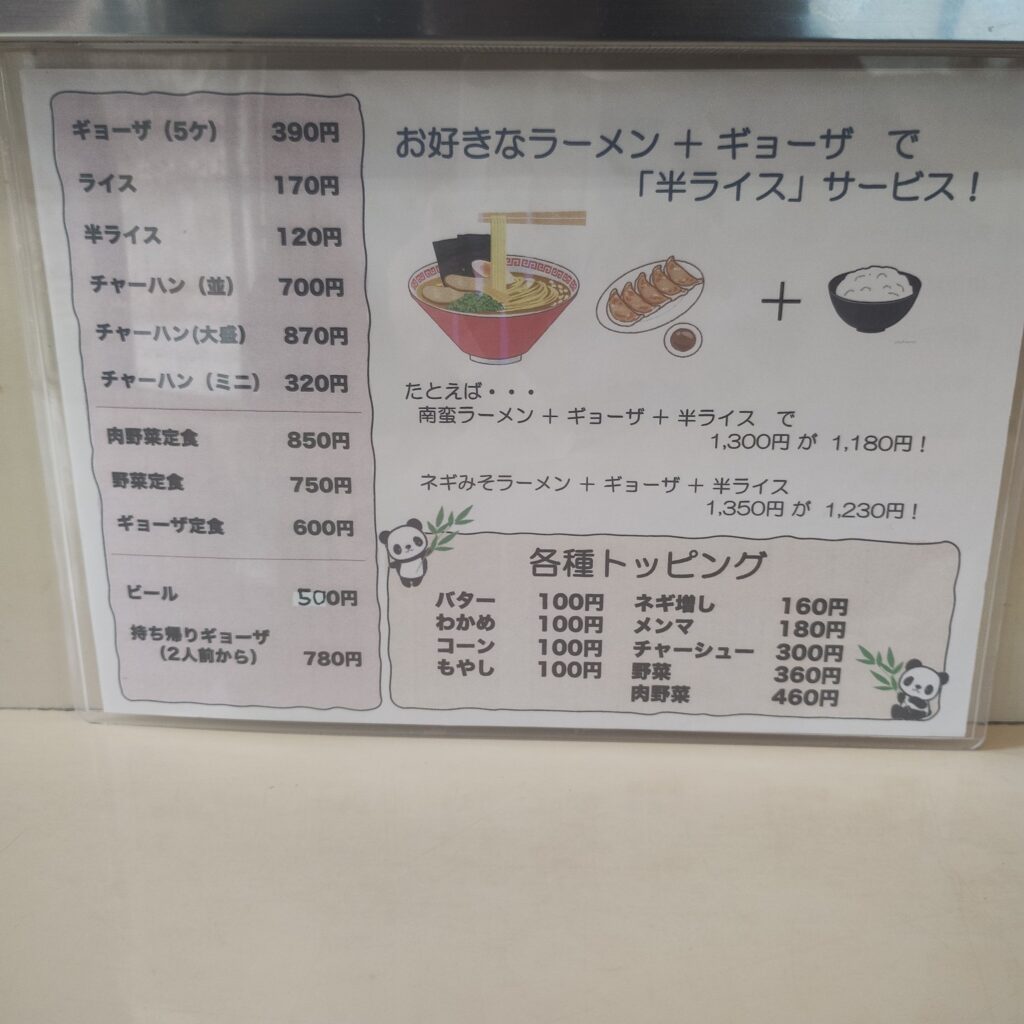 ギョーザ（5ケ） 390円
ライス 170円
半ライス 120円
チャーハン（並） 700円
チャーハン(大盛) 870円
チャーハン（ミニ） 320円
肉野菜定食 850円
野菜定食 750円
ギョーザ定食 600円
ビール 500円
持ち帰りギョーザ
（2人前から） 780円
お好きなラーメン ＋ ギョーザ で
「半ライス」サービス！
＋
たとえば・・・
南蛮ラーメン ＋ ギョーザ ＋ 半ライス で
1,300円 が 1,180円！
ネギみそラーメン ＋ ギョーザ ＋ 半ライス
1,350円 が 1,230円！
各種トッピング
バター 100円 ネギ増し 160円
わかめ 100円 メンマ 180円
コーン 100円 チャーシュー 300円
もやし 100円 野菜 360円
肉野菜 460円